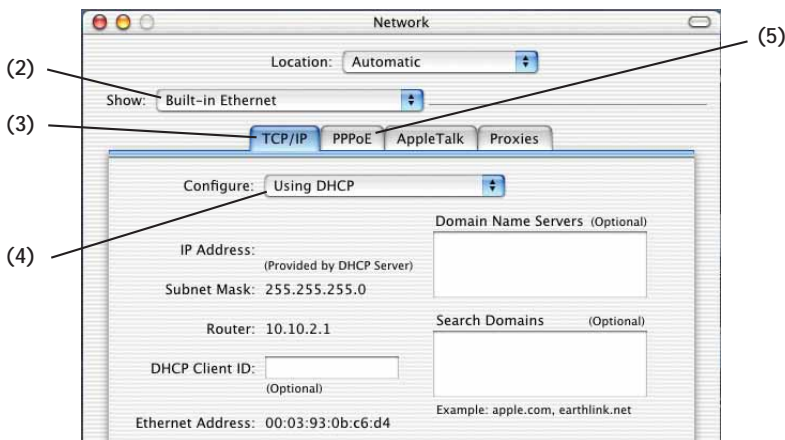 Network
(5)
Location: Automatic
(2)
Show: Built-in Ethernet
(3)
TCP/IP PPPoE AppleTalk Proxies
Configure: Using DHCP
Domain Name Servers (Optional)
(4)
IP Address:
(Provided by DHCP Server)
Subnet Mask: 255.255.255.0
Search Domains (Optional)
Router: 10.10.2.1
DHCP Client ID:
(Optional)
Example: apple.com, earthlink.net
Ethernet Address: 00:03:93:0b:c6:d4